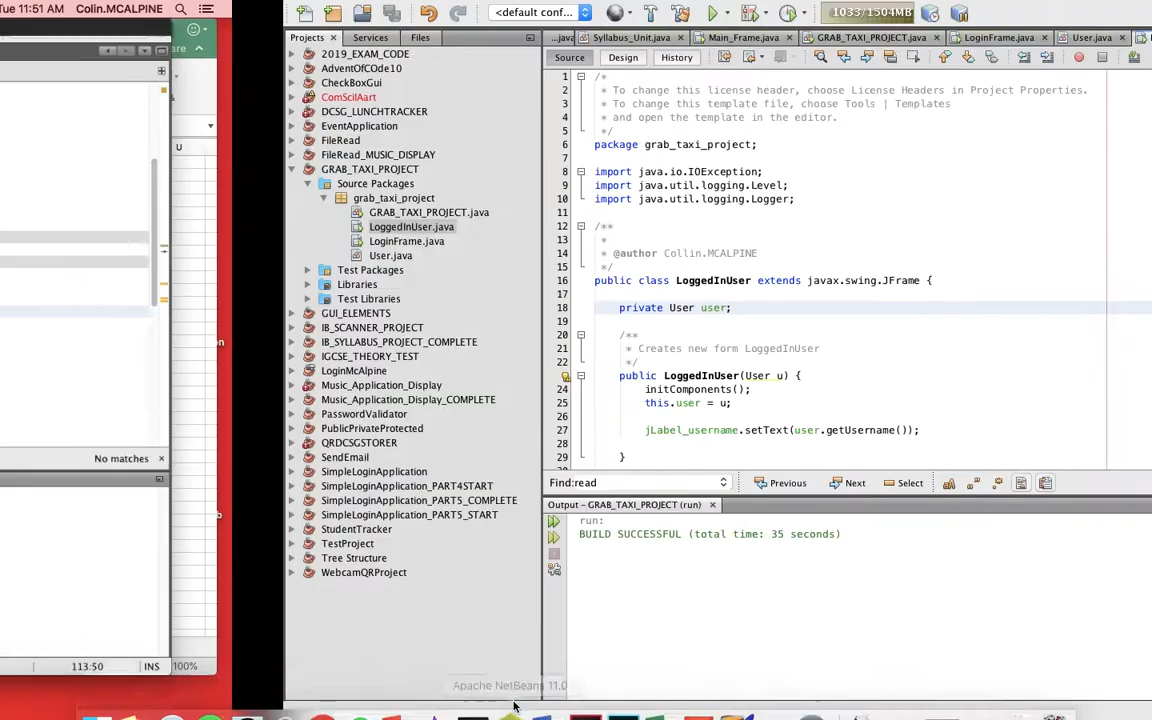 Tue 11:51 AM Colin.MCALPINE
U
No matches
113:50 INS 100%
<default conf...
1033/1504MB
Projects Services Files
2019_EXAM_CODE
AdventOfCOde10
CheckBoxGui
ComSciIAart
DCSG_LUNCHTRACKER
EventApplication
FileRead
FileRead_MUSIC_DISPLAY
GRAB_TAXI_PROJECT
Source Packages
grab_taxi_project
GRAB_TAXI_PROJECT.java
LoggedInUser.java
LoginFrame.java
User.java
Test Packages
Libraries
Test Libraries
GUI_ELEMENTS
IB_SCANNER_PROJECT
IB_SYLLABUS_PROJECT_COMPLETE
IGCSE_THEORY_TEST
LoginMcAlpine
Music_Application_Display
Music_Application_Display_COMPLETE
PasswordValidator
PublicPrivateProtected
QRDCSGSTORER
SendEmail
SimpleLoginApplication
SimpleLoginApplication_PART4START
SimpleLoginApplication_PART5_COMPLETE
SimpleLoginApplication_PART5_START
StudentTracker
TestProject
Tree Structure
WebcamQRProject
Apache NetBeans 11.0
...java Syllabus_Unit.java Main_Frame.java GRAB_TAXI_PROJECT.java LoginFrame.java User.java
Source Design History
1 /*
2 * To change this license header, choose License Headers in Project Properties.
3 * To change this template file, choose Tools | Templates
4 * and open the template in the editor.
5 */
6 package grab_taxi_project;
7
8 import java.io.IOException;
9 import java.util.logging.Level;
10 import java.util.logging.Logger;
11
12 /**
13 *
14 * @author Collin.MCALPINE
15 */
16 public class LoggedInUser extends javax.swing.JFrame {
17
18 private User user;
19
20 /**
21 * Creates new form LoggedInUser
22 */
public LoggedInUser(User u) {
24 initComponents();
25 this.user = u;
26
27 jLabel_username.setText(user.getUsername());
28
29 }
Find:read Previous Next Select
Output – GRAB_TAXI_PROJECT (run)
run:
BUILD SUCCESSFUL (total time: 35 seconds)